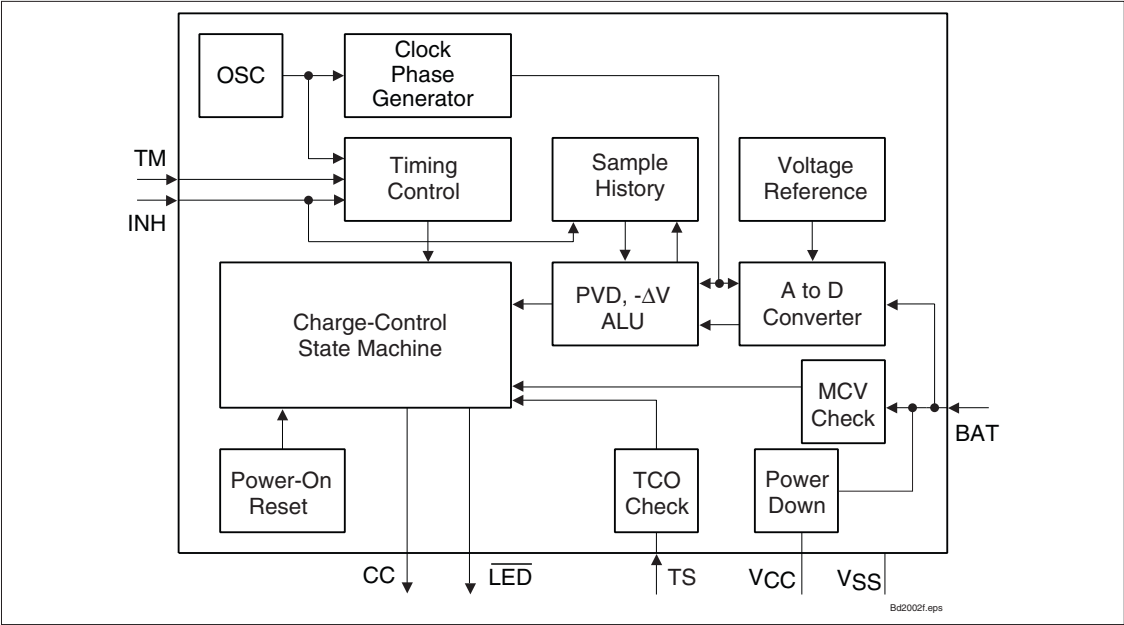 OSC
Clock
Phase
Generator
TM
INH
Timing
Control
Sample
History
Voltage
Reference
Charge-Control
State Machine
PVD, -ΔV
ALU
A to D
Converter
MCV
Check
BAT
Power-On
Reset
TCO
Check
Power
Down
CC
LED
TS
VCC
VSS
Bd2002f.eps